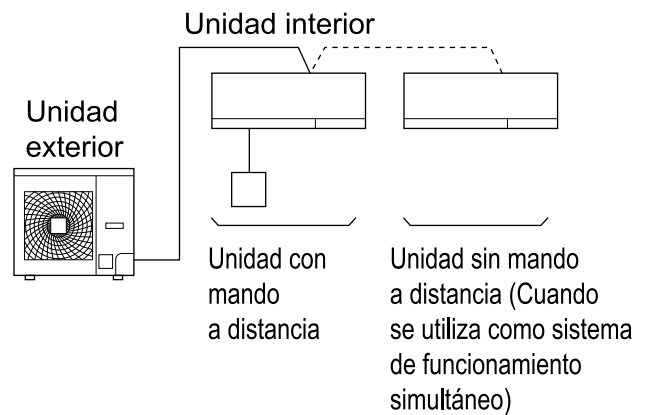 Unidad interior
Unidad
exterior
Unidad con
mando
a distancia
Unidad sin mando
a distancia (Cuando
se utiliza como sistema
de funcionamiento
simultáneo)